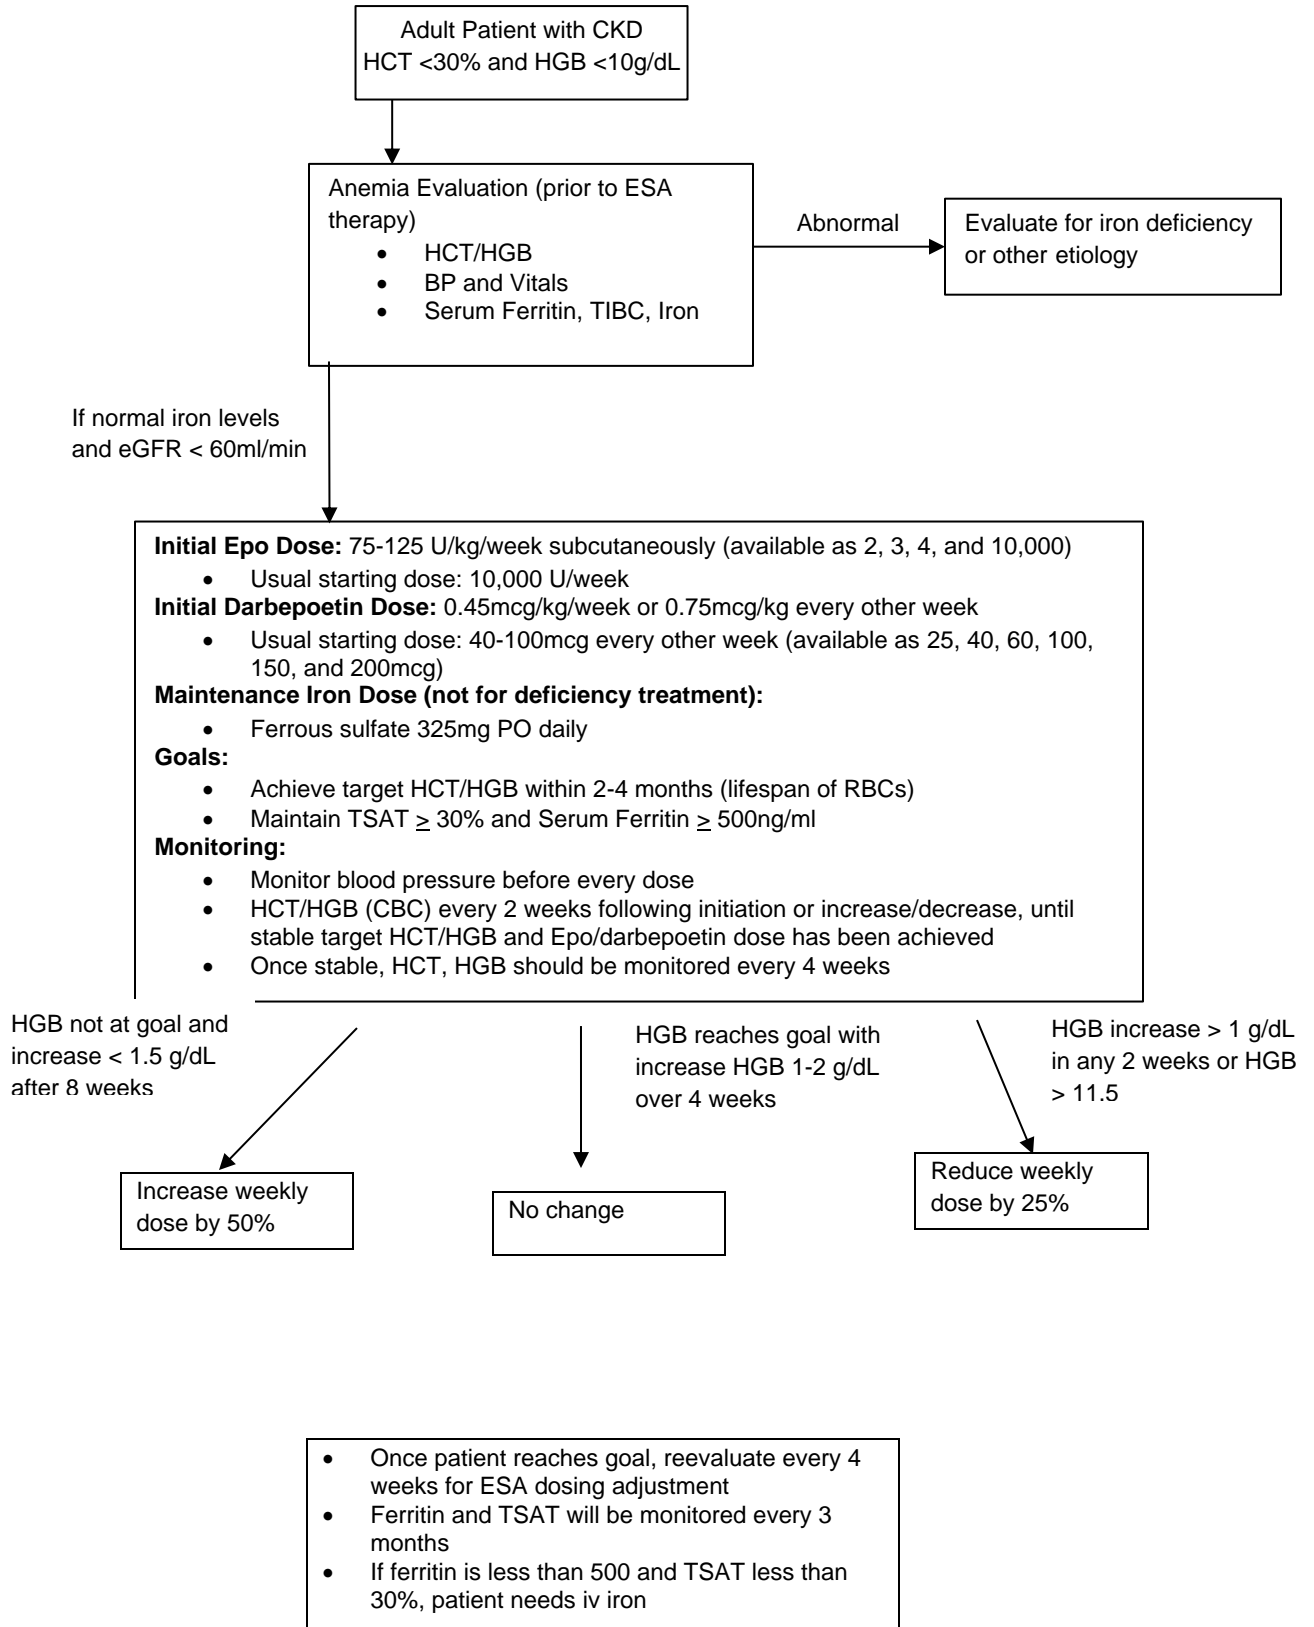 Adult Patient with CKD
HCT <30% and HGB <10g/dL
Anemia Evaluation (prior to ESA
therapy)
• HCT/HGB
• BP and Vitals
• Serum Ferritin, TIBC, Iron
Abnormal
Evaluate for iron deficiency
or other etiology
If normal iron levels
and eGFR < 60ml/min
Initial Epo Dose: 75-125 U/kg/week subcutaneously (available as 2, 3, 4, and 10,000)
• Usual starting dose: 10,000 U/week
Initial Darbepoetin Dose: 0.45mcg/kg/week or 0.75mcg/kg every other week
• Usual starting dose: 40-100mcg every other week (available as 25, 40, 60, 100,
150, and 200mcg)
Maintenance Iron Dose (not for deficiency treatment):
• Ferrous sulfate 325mg PO daily
Goals:
• Achieve target HCT/HGB within 2-4 months (lifespan of RBCs)
• Maintain TSAT ≥ 30% and Serum Ferritin ≥ 500ng/ml
Monitoring:
• Monitor blood pressure before every dose
• HCT/HGB (CBC) every 2 weeks following initiation or increase/decrease, until
stable target HCT/HGB and Epo/darbepoetin dose has been achieved
• Once stable, HCT, HGB should be monitored every 4 weeks
HGB not at goal and
increase < 1.5 g/dL
after 8 weeks
HGB reaches goal with
increase HGB 1-2 g/dL
over 4 weeks
HGB increase > 1 g/dL
in any 2 weeks or HGB
> 11.5
Increase weekly
dose by 50%
No change
Reduce weekly
dose by 25%
• Once patient reaches goal, reevaluate every 4
weeks for ESA dosing adjustment
• Ferritin and TSAT will be monitored every 3
months
• If ferritin is less than 500 and TSAT less than
30%, patient needs iv iron